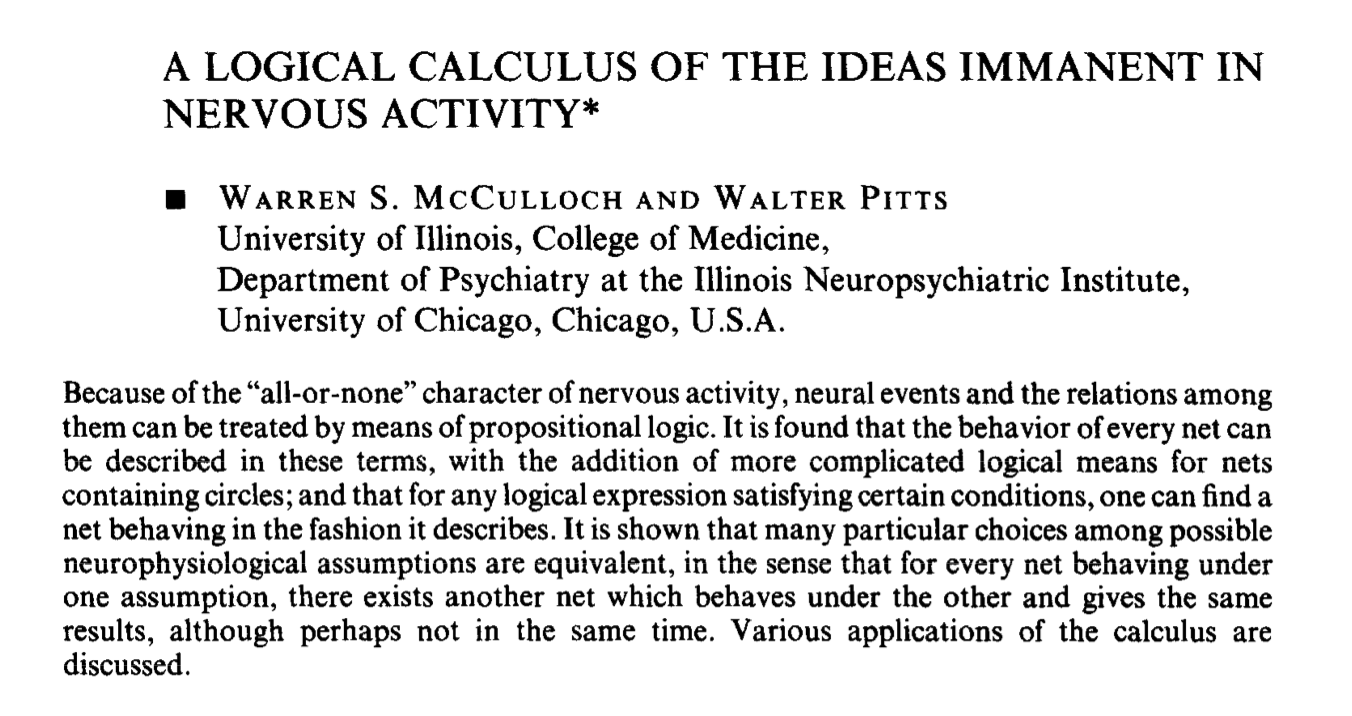 A LOGICAL CALCULUS OF THE IDEAS IMMANENT IN
NERVOUS ACTIVITY*
■ WARREN S. MCCULLOCH AND WALTER PITTS
University of Illinois, College of Medicine,
Department of Psychiatry at the Illinois Neuropsychiatric Institute,
University of Chicago, Chicago, U.S.A.
Because of the “all-or-none” character of nervous activity, neural events and the relations among
them can be treated by means of propositional logic. It is found that the behavior of every net can
be described in these terms, with the addition of more complicated logical means for nets
containing circles; and that for any logical expression satisfying certain conditions, one can find a
net behaving in the fashion it describes. It is shown that many particular choices among possible
neurophysiological assumptions are equivalent, in the sense that for every net behaving under
one assumption, there exists another net which behaves under the other and gives the same
results, although perhaps not in the same time. Various applications of the calculus are
discussed.